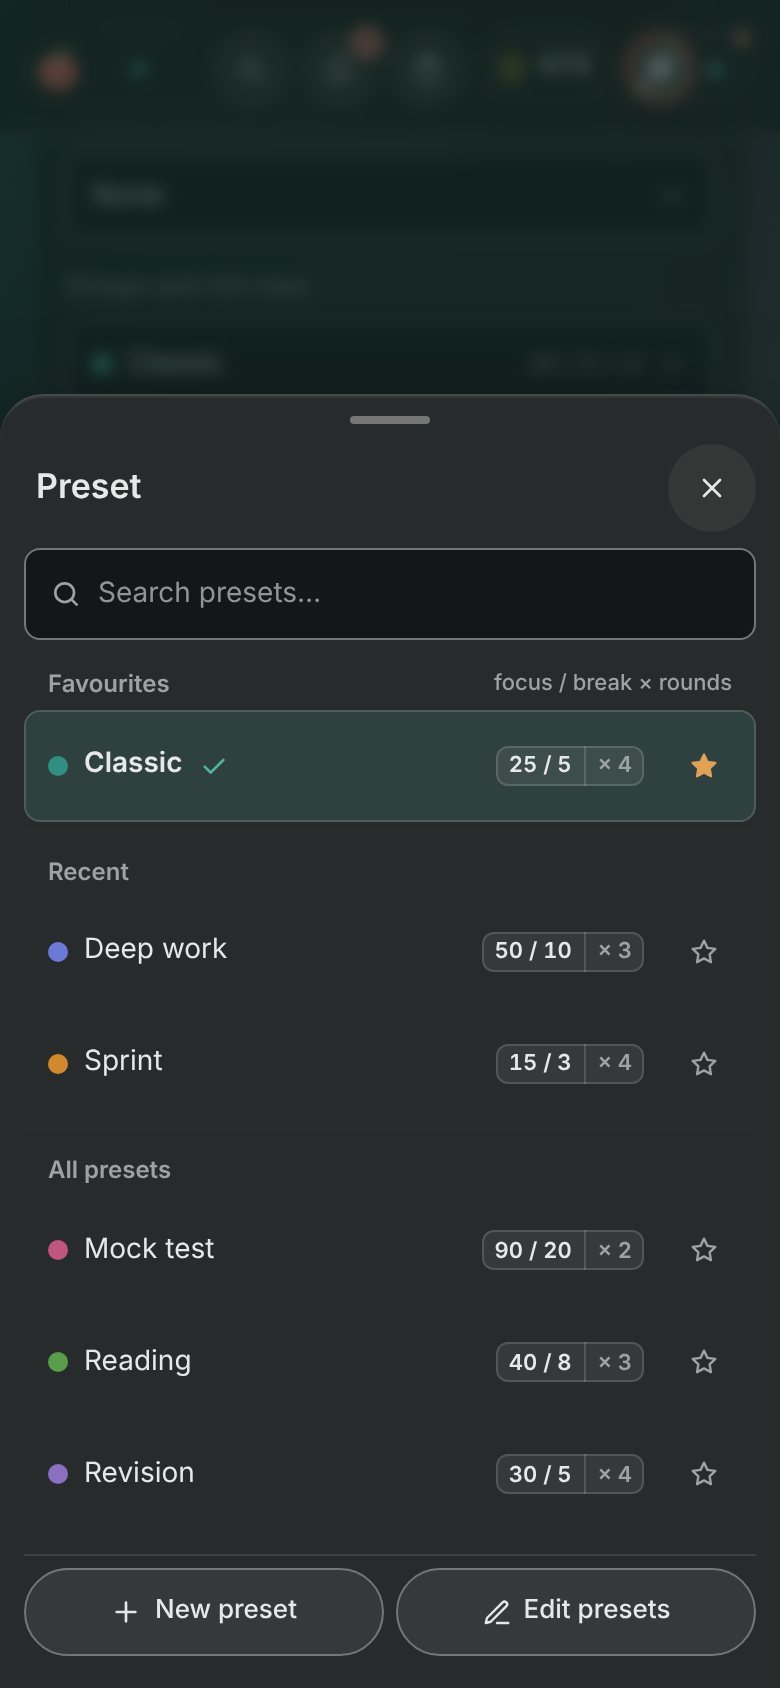 None
Classic
Preset
Search presets...
Favourites focus / break × rounds
Classic 25 / 5 × 4
Recent
Deep work 50 / 10 × 3
Sprint 15 / 3 × 4
All presets
Mock test 90 / 20 × 2
Reading 40 / 8 × 3
Revision 30 / 5 × 4
New preset Edit presets